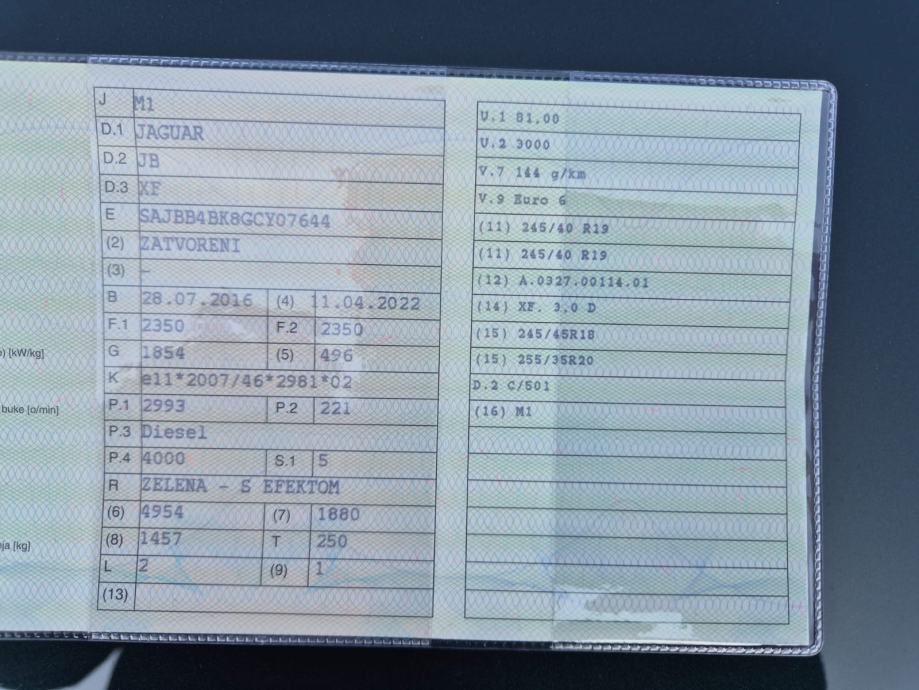 J M1
D.1 JAGUAR
D.2 JB
D.3 XF
E SAJBB4BK8GCY07644
(2) ZATVORENI
(3) -
B 28.07.2016 (4) 11.04.2022
F.1 2350 F.2 2350
G 1854 (5) 496
K e11*2007/46*2981*02
P.1 2993 P.2 221
P.3 Diesel
P.4 4000 S.1 5
R ZELENA - S EFEKTOM
(6) 4954 (7) 1880
(8) 1457 T 250
L 2 (9) 1
(13)
U.1 81,00
U.2 3000
V.7 144 g/km
V.9 Euro 6
(11) 245/40 R19
(11) 245/40 R19
(12) A.0327.00114.01
(14) XF, 3,0 D
(15) 245/45R18
(15) 255/35R20
D.2 C/501
(16) M1
) [kW/kg]
buke [o/min]
ja [kg]